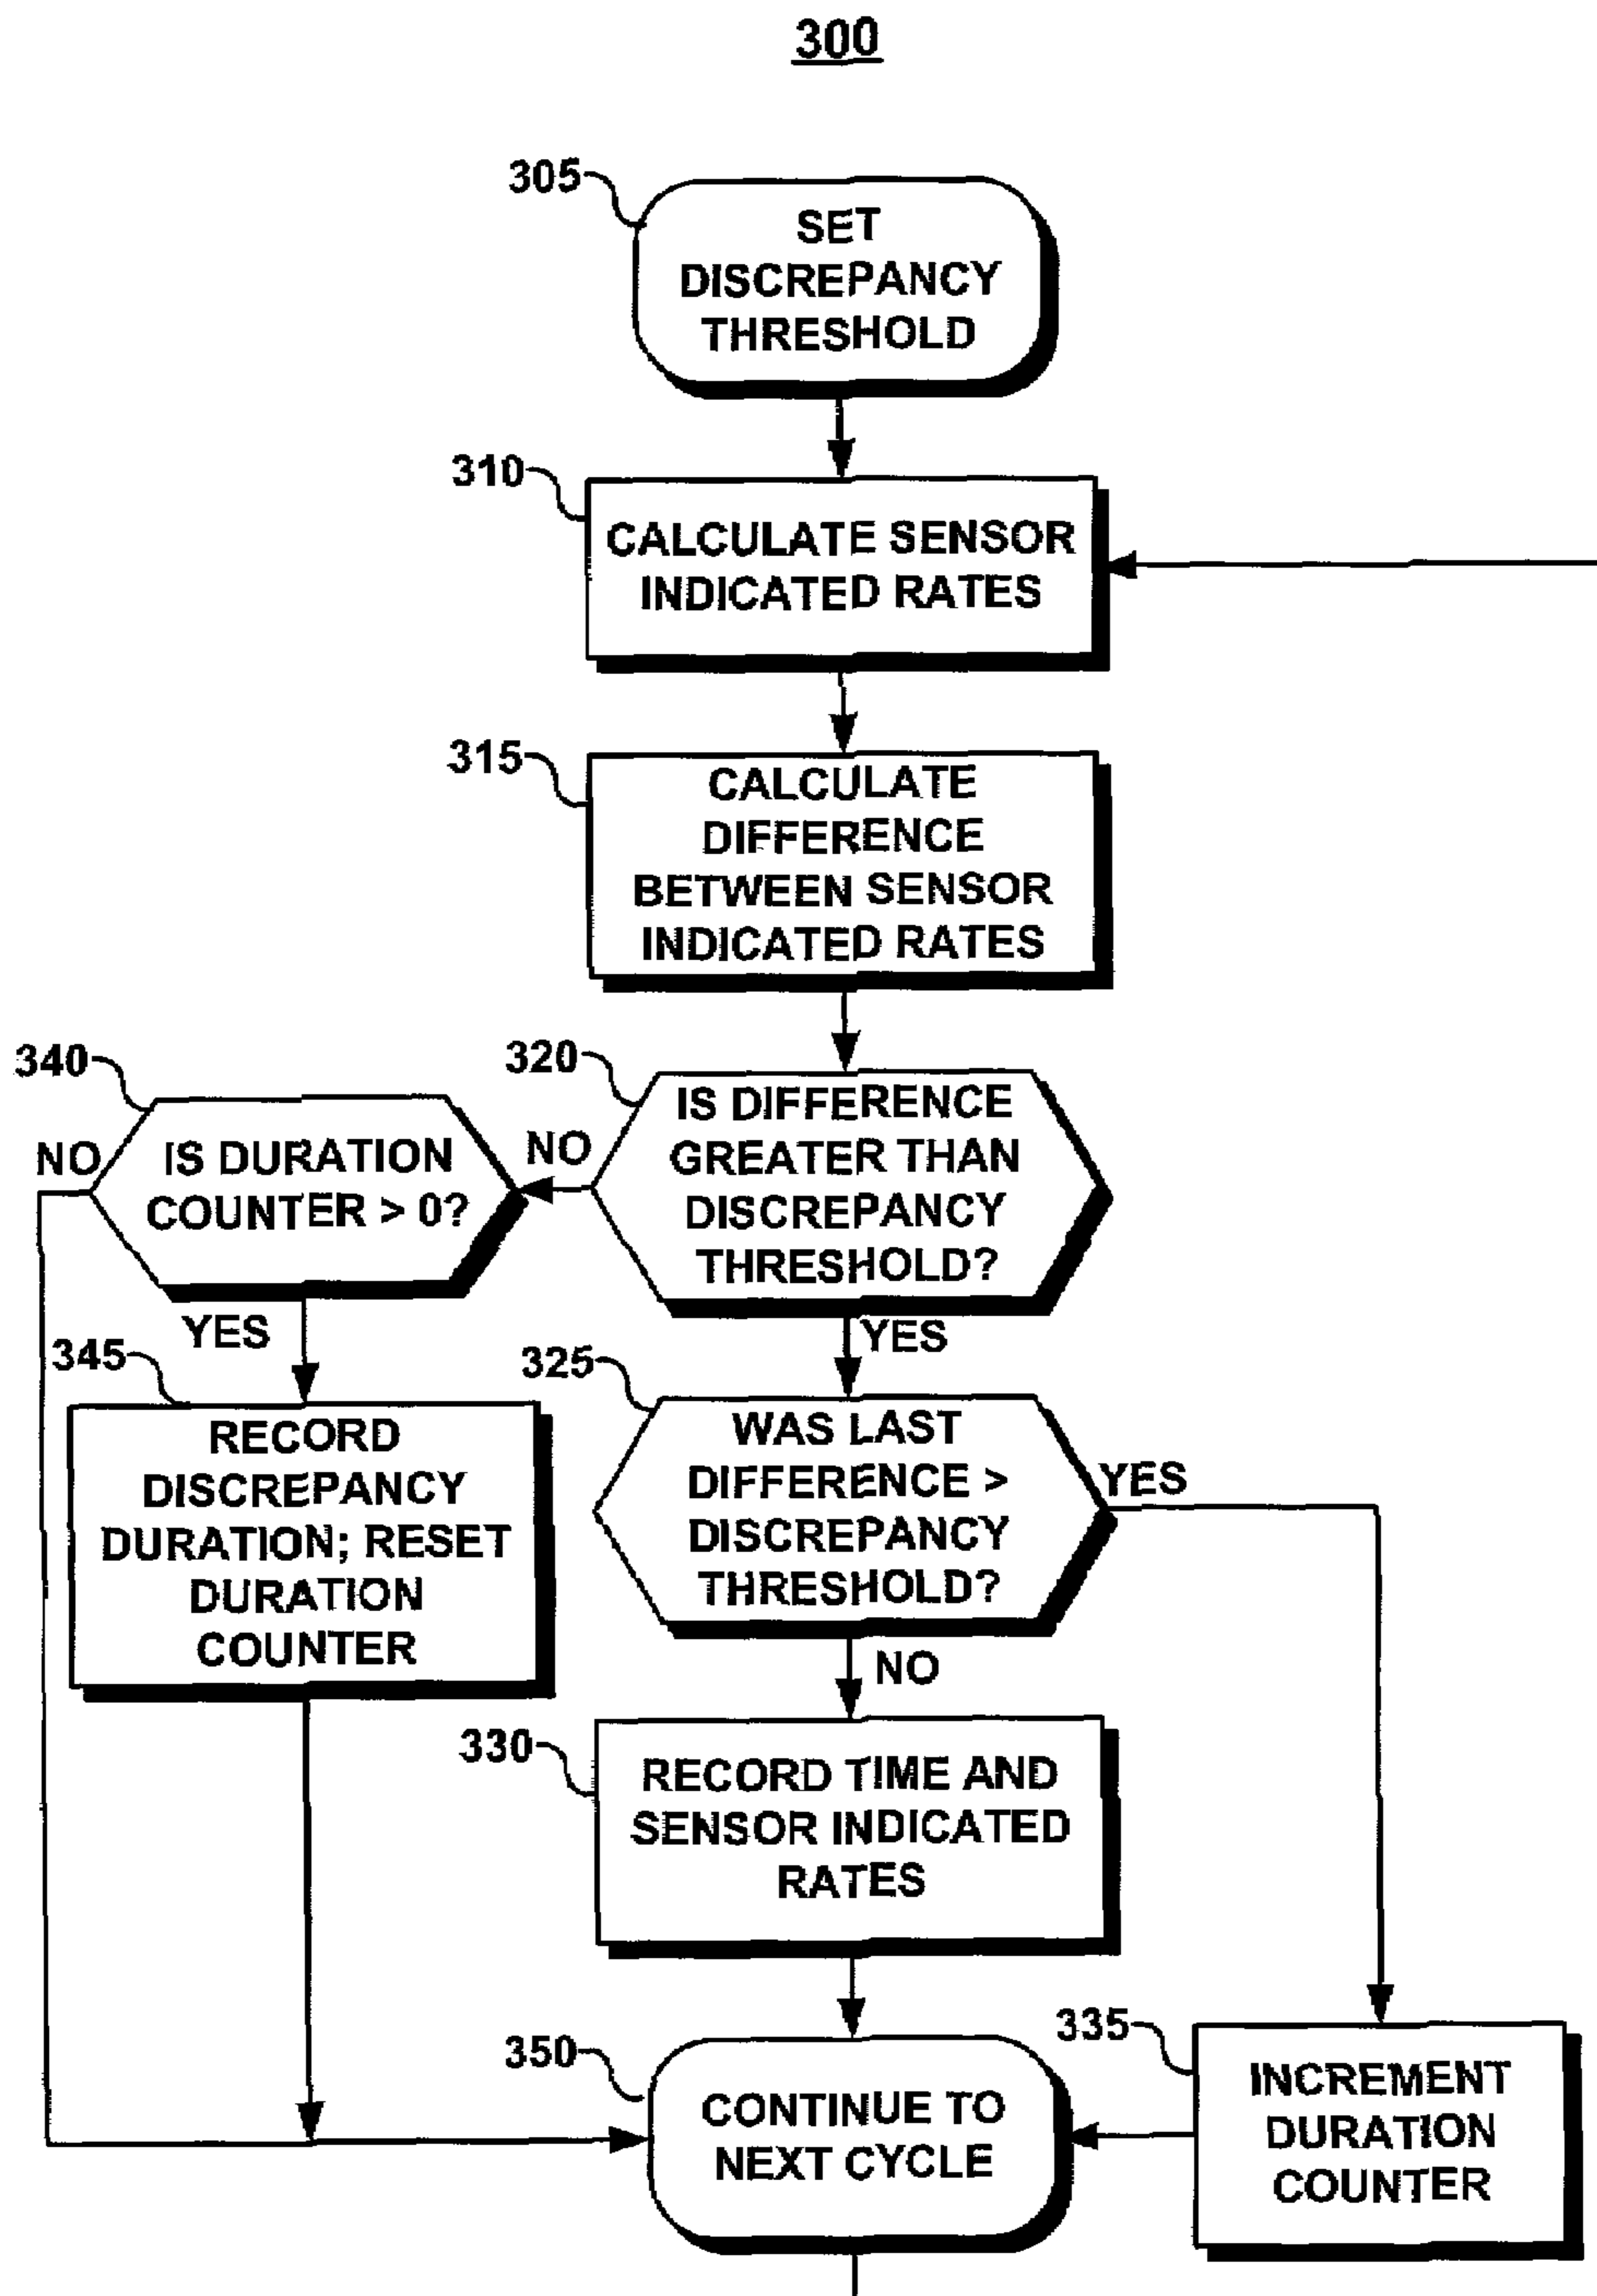 300
305
SET
DISCREPANCY
THRESHOLD
310
CALCULATE SENSOR
INDICATED RATES
315
CALCULATE
DIFFERENCE
BETWEEN SENSOR
INDICATED RATES
320
IS DIFFERENCE
GREATER THAN
DISCREPANCY
THRESHOLD?
NO
340
IS DURATION
COUNTER > 0?
NO
YES
345
RECORD
DISCREPANCY
DURATION; RESET
DURATION
COUNTER
YES
325
WAS LAST
DIFFERENCE >
DISCREPANCY
THRESHOLD?
YES
NO
330
RECORD TIME AND
SENSOR INDICATED
RATES
335
INCREMENT
DURATION
COUNTER
350
CONTINUE TO
NEXT CYCLE